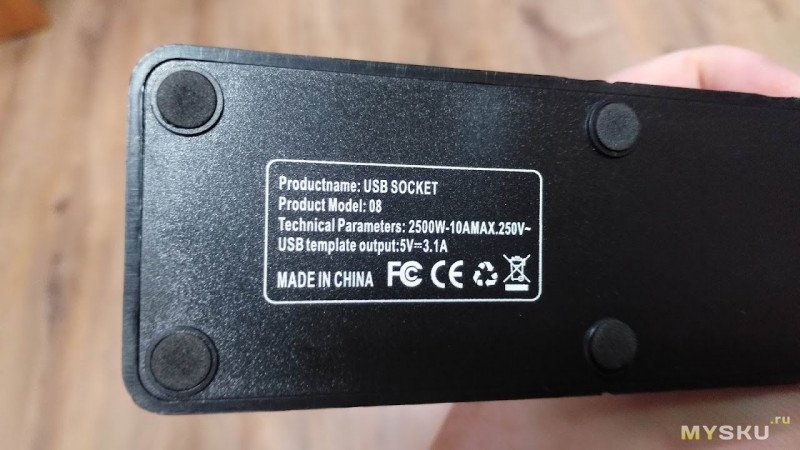 Productname: USB SOCKET
Product Model: 08
Technical Parameters: 2500W-10AMAX.250V~
USB template output:5V=3.1A
MADE IN CHINA FC CE
MYSKU.ru